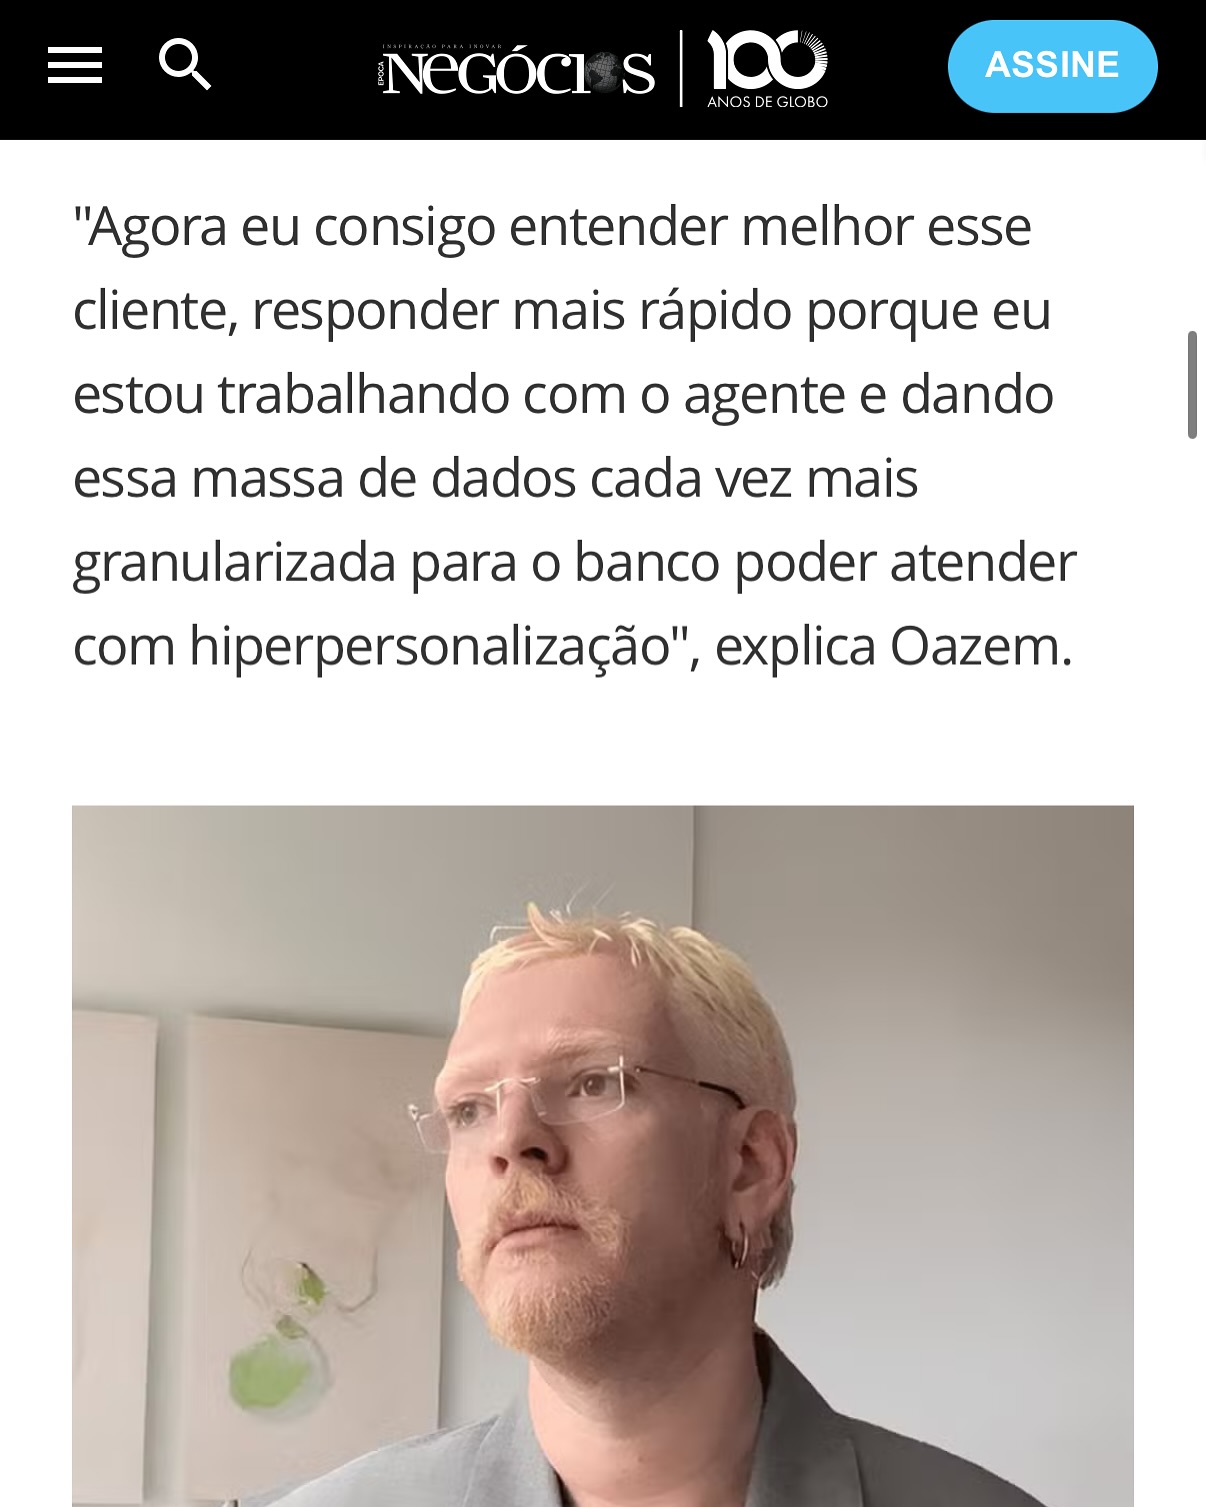 INSPIRAÇÃO PARA INOVAR
ÉPOCA
NEGÓCIOS
100
ANOS DE GLOBO
ASSINE
"Agora eu consigo entender melhor esse
cliente, responder mais rápido porque eu
estou trabalhando com o agente e dando
essa massa de dados cada vez mais
granularizada para o banco poder atender
com hiperpersonalização", explica Oazem.